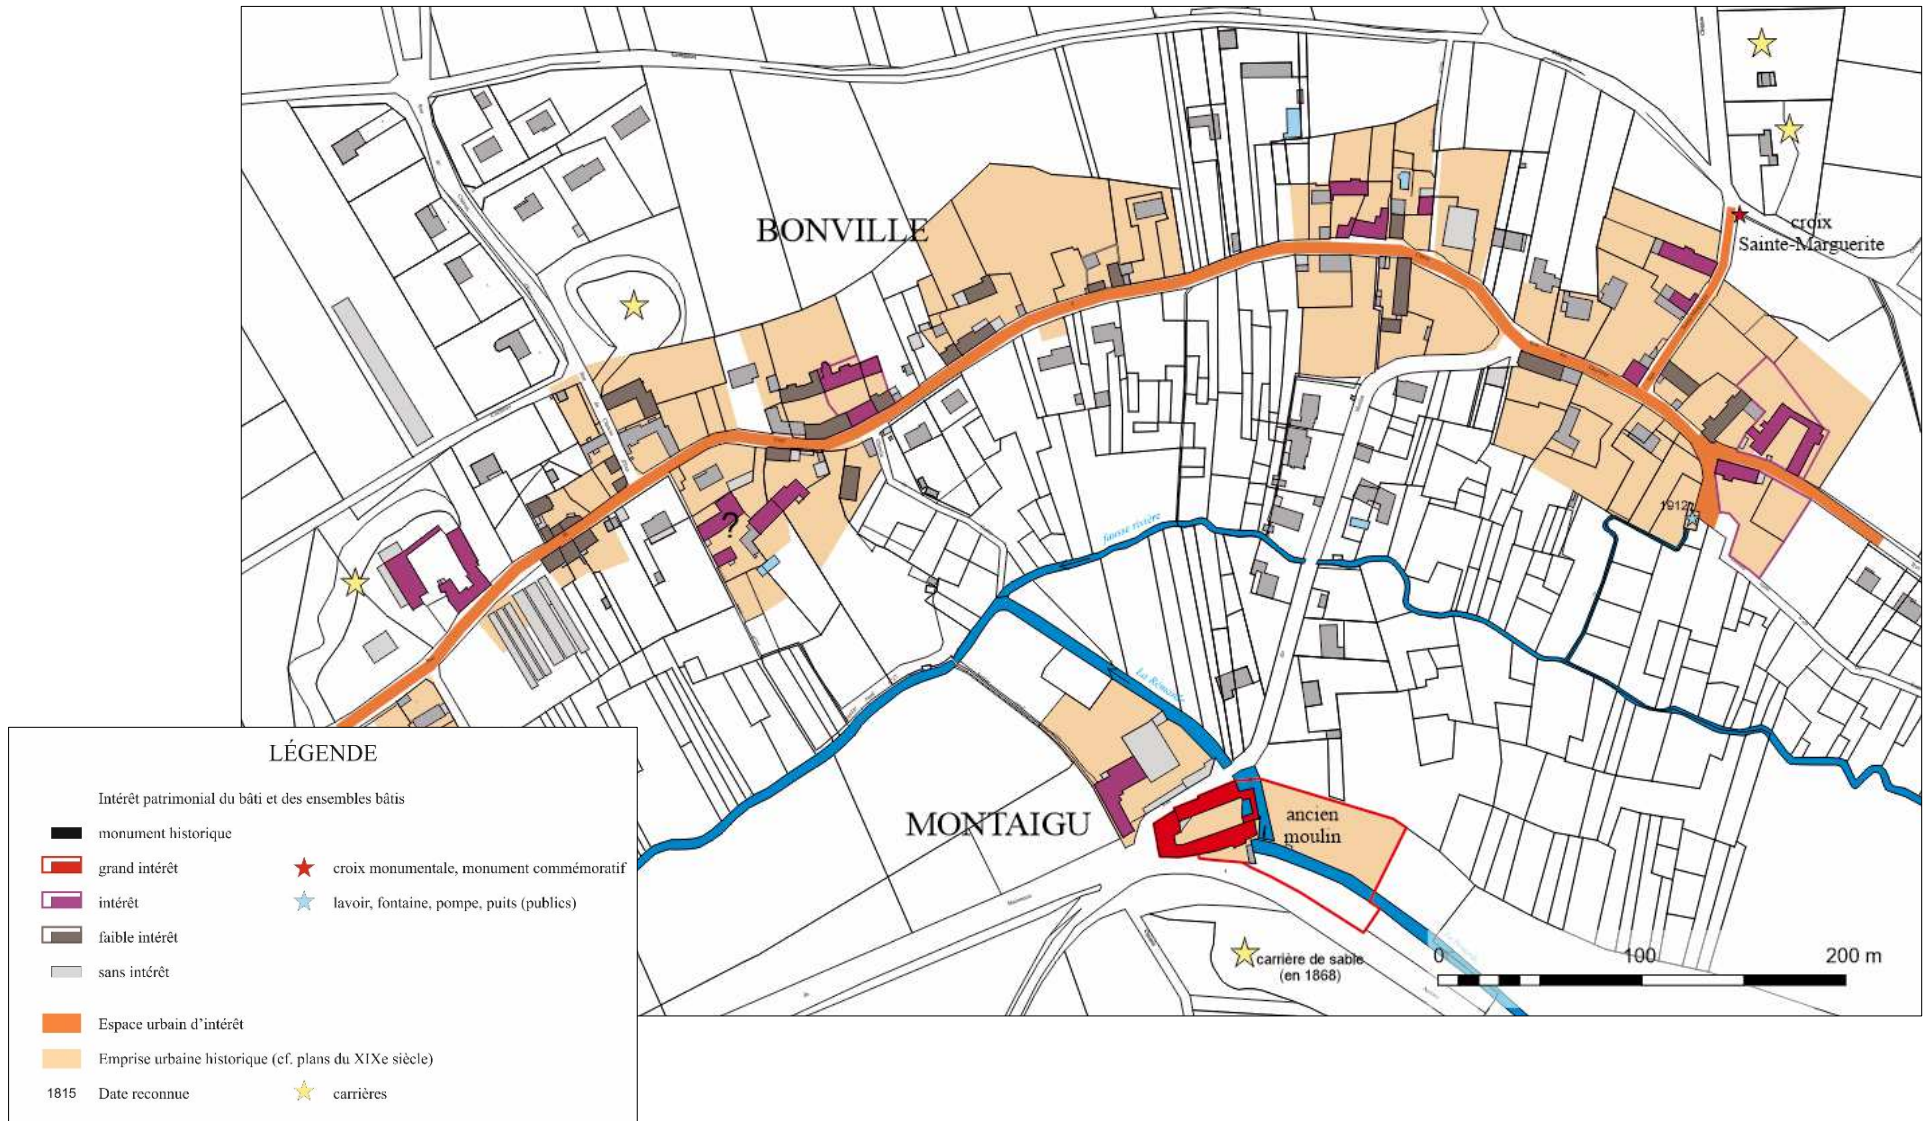 BONVILLE
croix
Sainte-Marguerite
1912
?
fausse rivière
La Rémarde
MONTAIGU
ancien
moulin
carrière de sable
(en 1868)
0 100 200 m
LÉGENDE
Intérêt patrimonial du bâti et des ensembles bâtis
monument historique
grand intérêt
croix monumentale, monument commémoratif
intérêt
lavoir, fontaine, pompe, puits (publics)
faible intérêt
sans intérêt
Espace urbain d'intérêt
Emprise urbaine historique (cf. plans du XIXe siècle)
1815 Date reconnue
carrières